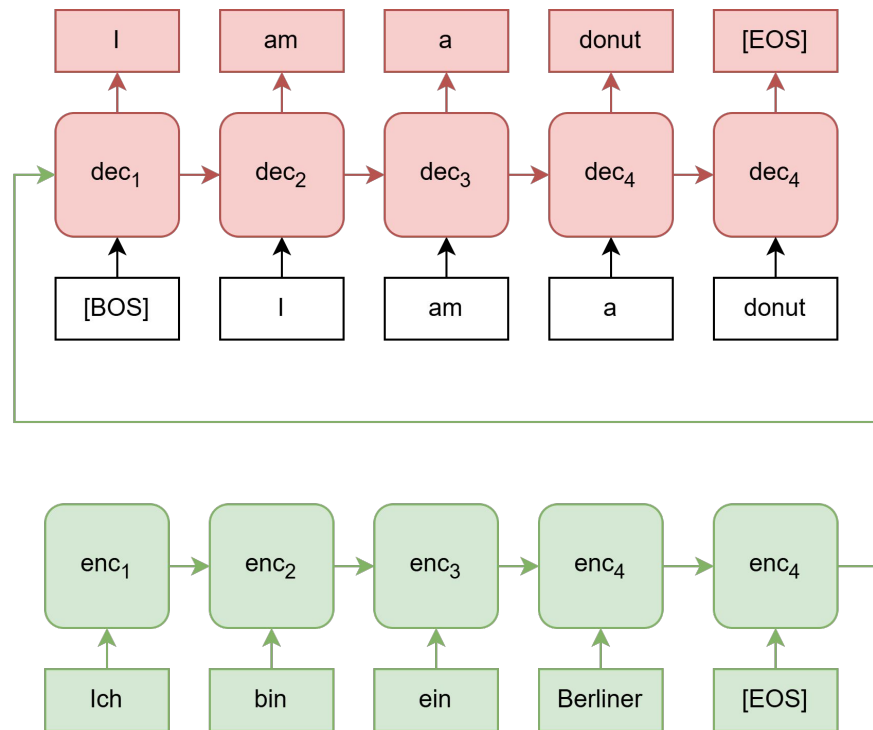 I am a donut [EOS]
dec₁ dec₂ dec₃ dec₄ dec₄
[BOS] I am a donut
enc₁ enc₂ enc₃ enc₄ enc₄
Ich bin ein Berliner [EOS]